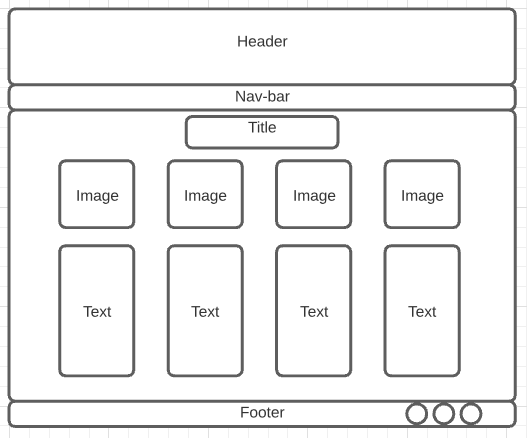 Header
Nav-bar
Title
Image Image Image Image
Text Text Text Text
Footer